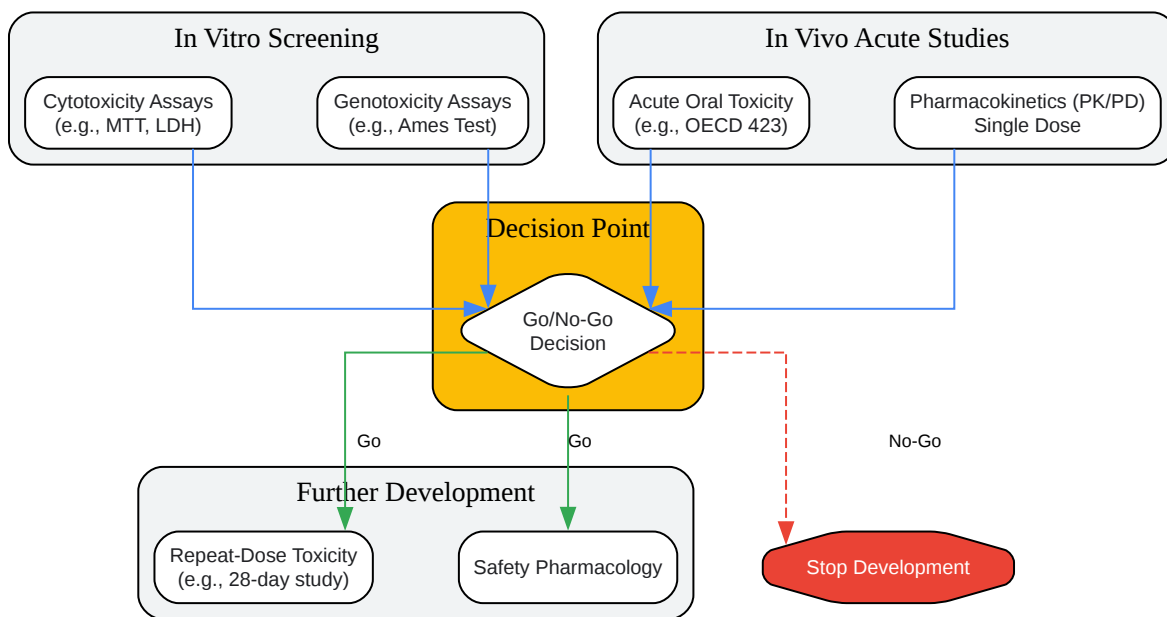 In Vitro Screening
Cytotoxicity Assays
(e.g., MTT, LDH)
Genotoxicity Assays
(e.g., Ames Test)
In Vivo Acute Studies
Acute Oral Toxicity
(e.g., OECD 423)
Pharmacokinetics (PK/PD)
Single Dose
Decision Point
Go/No-Go
Decision
Go
Go
No-Go
Further Development
Repeat-Dose Toxicity
(e.g., 28-day study)
Safety Pharmacology
Stop Development